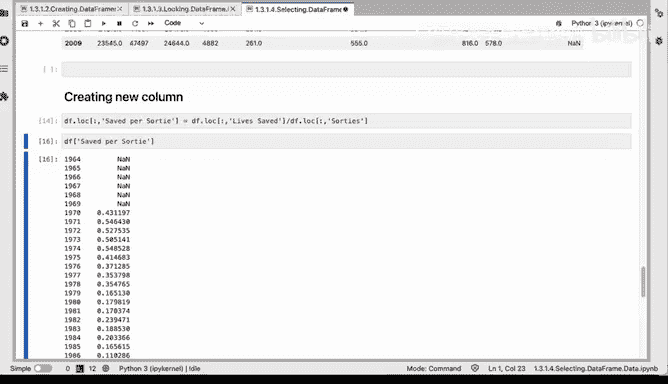 1.3.1.2.Creating.DataFrame: × 1.3.1.3.Looking.DataFrame. × 1.3.1.4.Selecting.DataFrame
Code Python 3 (ipykernel)
2009 23545.0 47497 24644.0 4882 261.0 555.0 816.0 578.0 NaN
[ ]:
Creating new column
[14]: df.loc[:,'Saved per Sortie'] = df.loc[:,'Lives Saved']/df.loc[:,'Sorties']
[16]: df['Saved per Sortie']
[16]: 1964 NaN
1965 NaN
1966 NaN
1967 NaN
1968 NaN
1969 NaN
1970 0.431197
1971 0.546430
1972 0.527535
1973 0.505141
1974 0.548528
1975 0.414683
1976 0.371285
1977 0.353798
1978 0.354765
1979 0.165130
1980 0.179819
1981 0.170374
1982 0.239471
1983 0.188530
1984 0.203366
1985 0.165615
1986 0.110286
Simple 0 12 Python 3 (ipykernel) | Idle Mode: Command Ln 1, Col 23 1.3.1.4.Selecting.DataFrame.Data.ipynb